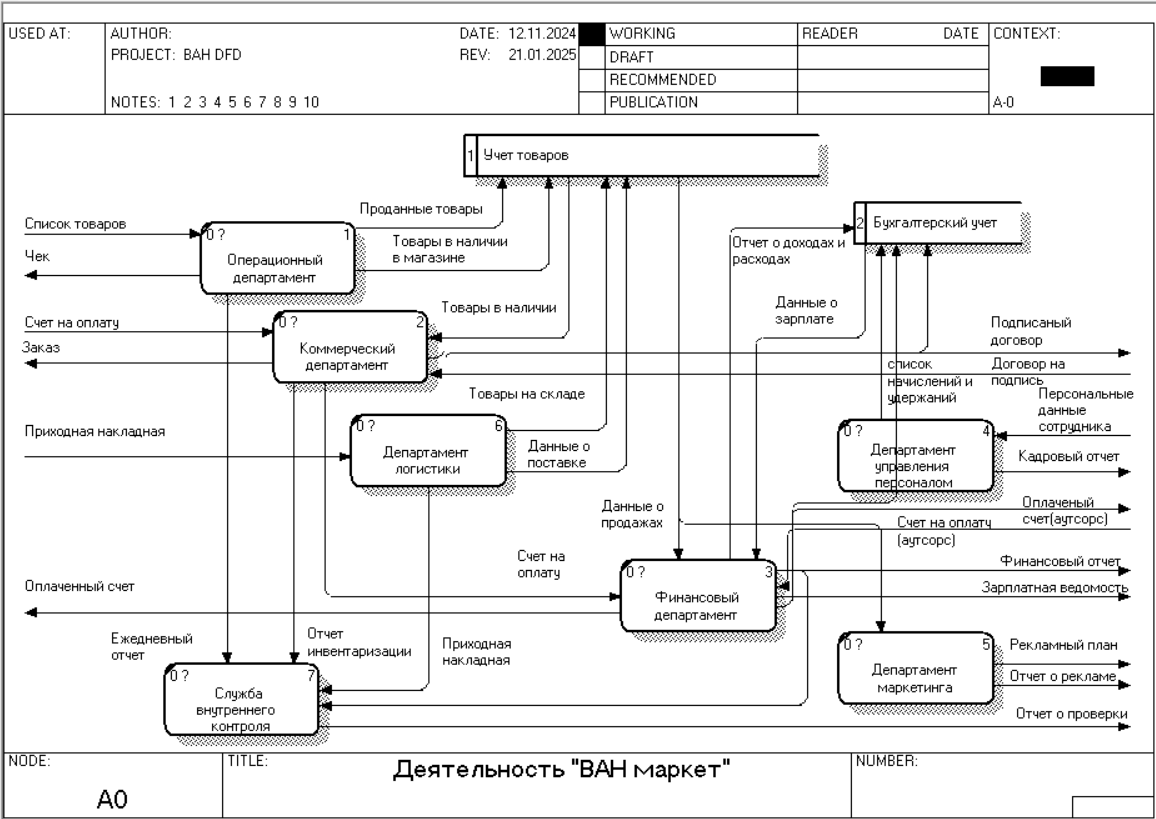 USED AT:
AUTHOR:
DATE: 12.11.2024
WORKING
READER
DATE
CONTEXT:
PROJECT: ВАН DFD
REV: 21.01.2025
DRAFT
RECOMMENDED
NOTES: 1 2 3 4 5 6 7 8 9 10
PUBLICATION
A-0
1
Учет товаров
Список товаров
Проданные товары
2
Бухгалтерский учет
0 ?
1
Операционный
департамент
Чек
Товары в наличии
в магазине
Отчет о доходах и
расходах
Данные о
зарплате
Товары в наличии
Счет на оплату
0 ?
2
Коммерческий
департамент
Заказ
Подписаный
договор
Договор на
подпись
список
начислений и
удержаний
Товары на складе
Персональные
данные
сотрудника
Приходная накладная
0 ?
6
Департамент
логистики
Данные о
поставке
0 ?
4
Департамент
управления
персоналом
Кадровый отчет
Данные о
продажах
Оплаченый
счет(аутсорс)
Счет на оплату
(аутсорс)
Счет на
оплату
0 ?
3
Финансовый
департамент
Финансовый отчет
Зарплатная ведомость
Оплаченный счет
Ежедневный
отчет
Отчет
инвентаризации
Приходная
накладная
0 ?
5
Департамент
маркетинга
Рекламный план
Отчет о рекламе
0 ?
7
Служба
внутреннего
контроля
Отчет о проверки
NODE:
TITLE:
NUMBER:
A0
Деятельность "ВАН маркет"